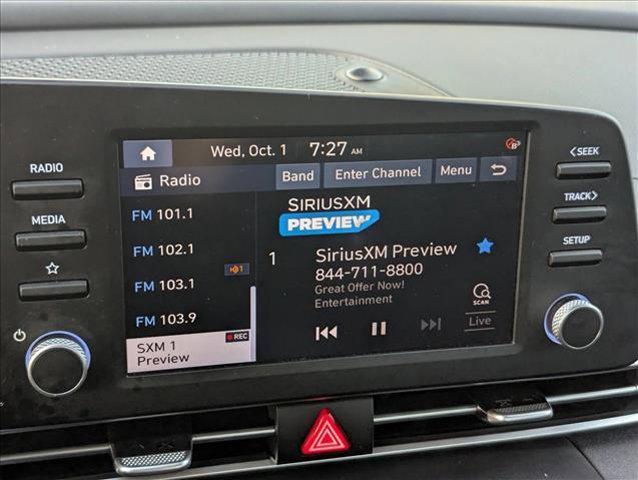 Wed, Oct. 1 7:27 AM
Radio Band Enter Channel Menu
FM 101.1
FM 102.1
1
FM 103.1
FM 103.9
SXM 1 REC
Preview
SIRIUSXM
PREVIEW
1 SiriusXM Preview
844-711-8800
Great Offer Now!
Entertainment
SCAN
Live
RADIO
MEDIA
<SEEK
TRACK>
SETUP